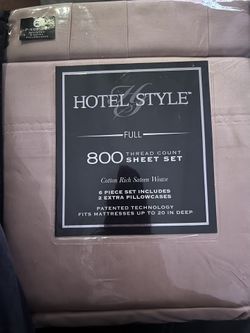 HOTEL STYLE™
FULL
800 THREAD COUNT
SHEET SET
Cotton Rich Sateen Weave
6 PIECE SET INCLUDES
2 EXTRA PILLOWCASES
PATENTED TECHNOLOGY
FITS MATTRESSES UP TO 20 IN DEEP